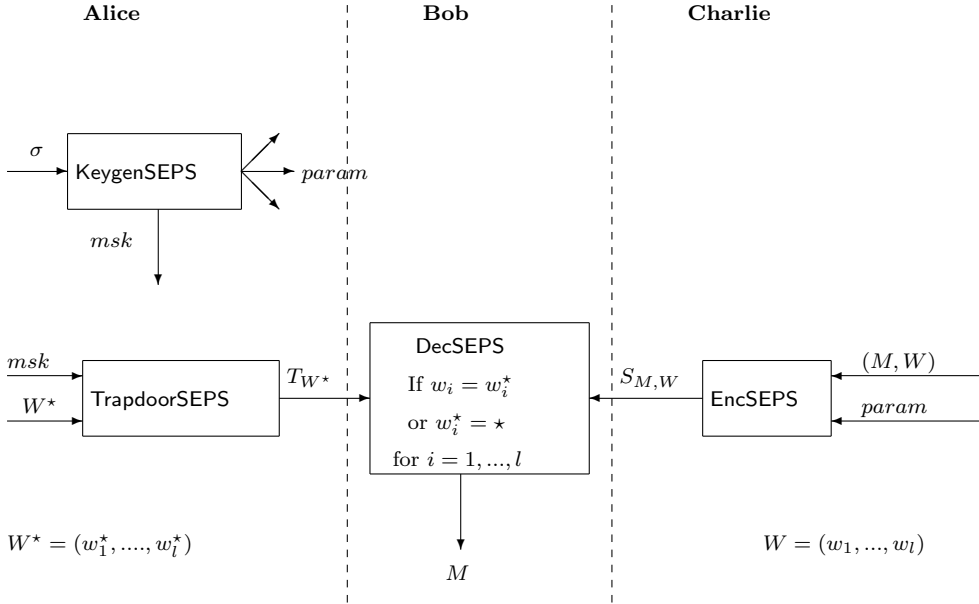 Alice Bob Charlie
σ
KeygenSEPS
param
msk
msk
W⋆
TrapdoorSEPS
T_{W⋆}
DecSEPS
If w_i = w_i^⋆
or w_i^⋆ = ⋆
for i = 1, ..., l
S_{M,W}
EncSEPS
(M, W)
param
W⋆ = (w_1^⋆, ...., w_l^⋆)
M
W = (w_1, ..., w_l)